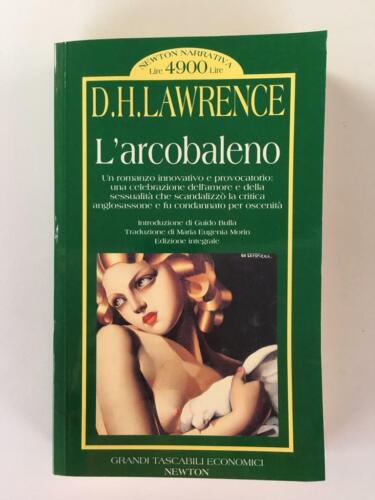 NEWTON NARRATIVA
Lire 4900 Lire
D.H.LAWRENCE
L'arcobaleno
Un romanzo innovativo e provocatorio:
una celebrazione dell'amore e della
sessualità che scandalizzò la critica
anglosassone e fu condannato per oscenità
Introduzione di Guido Bulla
Traduzione di Maria Eugenia Morin
Edizione integrale
GRANDI TASCABILI ECONOMICI
NEWTON